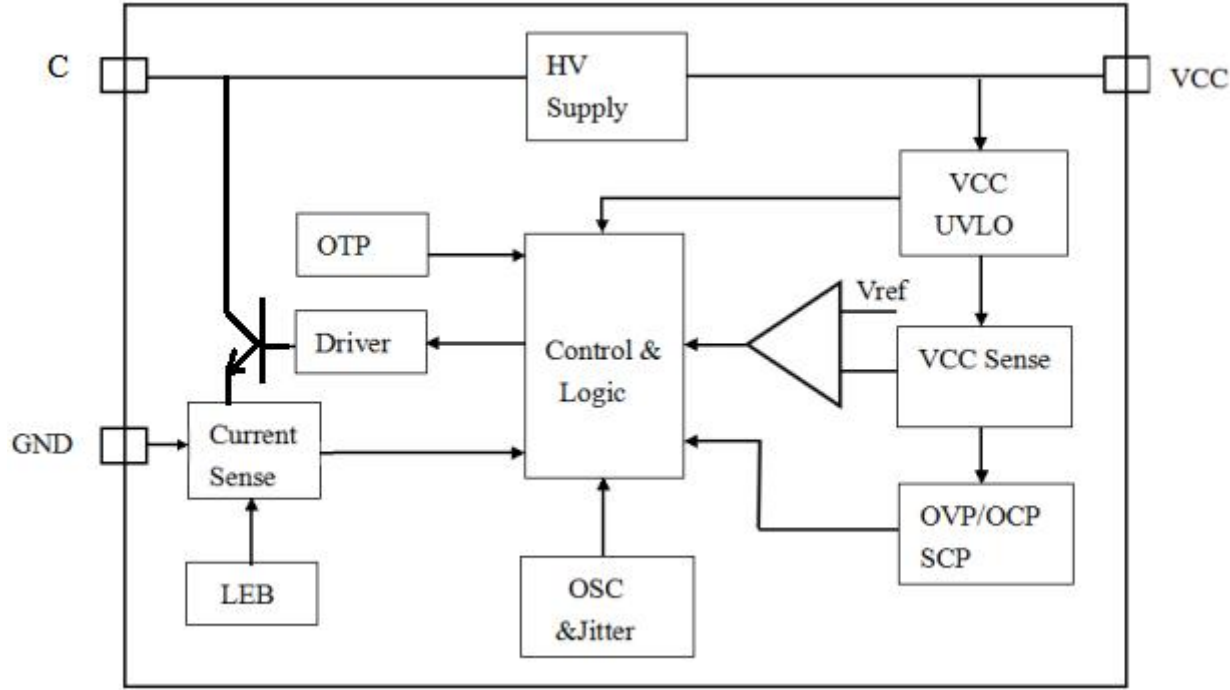 C
HV
Supply
VCC
VCC
UVLO
OTP
Vref
Driver
Control &
Logic
VCC Sense
GND
Current
Sense
OVP/OCP
SCP
LEB
OSC
&Jitter